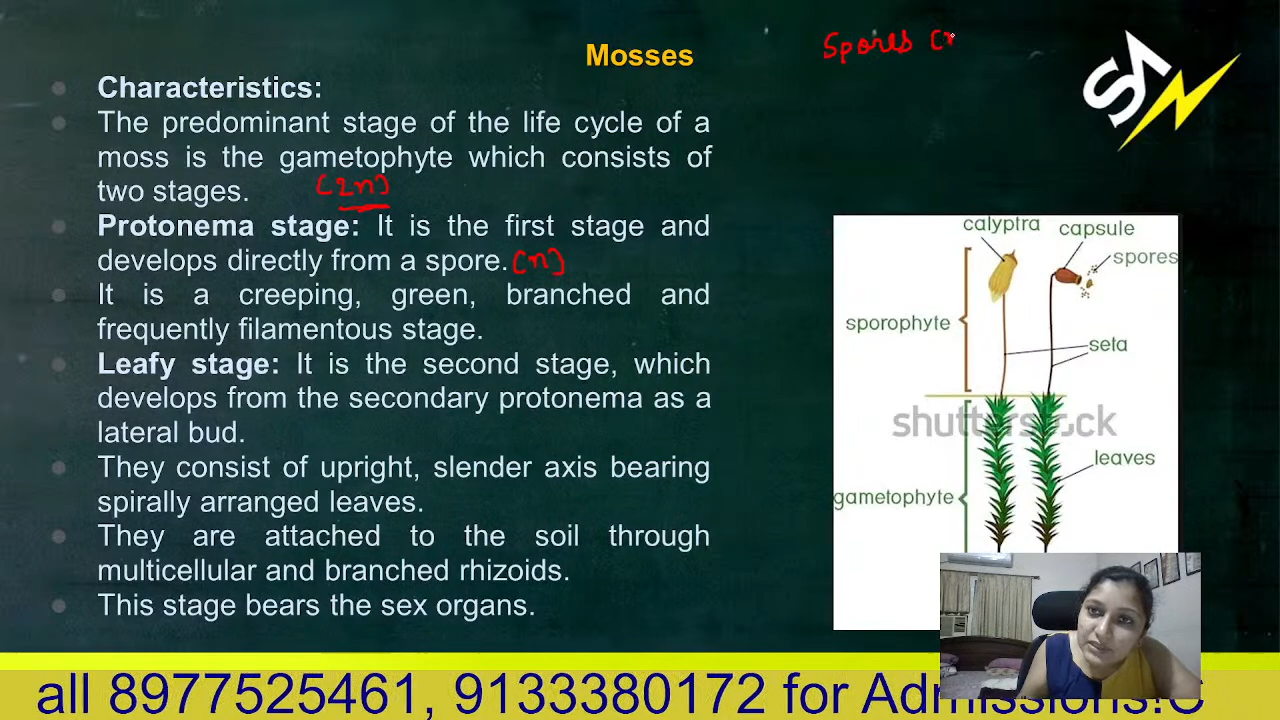 Mosses
Spores (n
Characteristics:
The predominant stage of the life cycle of a
moss is the gametophyte which consists of
two stages. (2n)
Protonema stage: It is the first stage and
develops directly from a spore. (n)
It is a creeping, green, branched and
frequently filamentous stage.
Leafy stage: It is the second stage, which
develops from the secondary protonema as a
lateral bud.
They consist of upright, slender axis bearing
spirally arranged leaves.
They are attached to the soil through
multicellular and branched rhizoids.
This stage bears the sex organs.
SAN
calyptra
capsule
spores
sporophyte
seta
shutterstock
leaves
gametophyte
all 8977525461, 9133380172 for Admissions!C